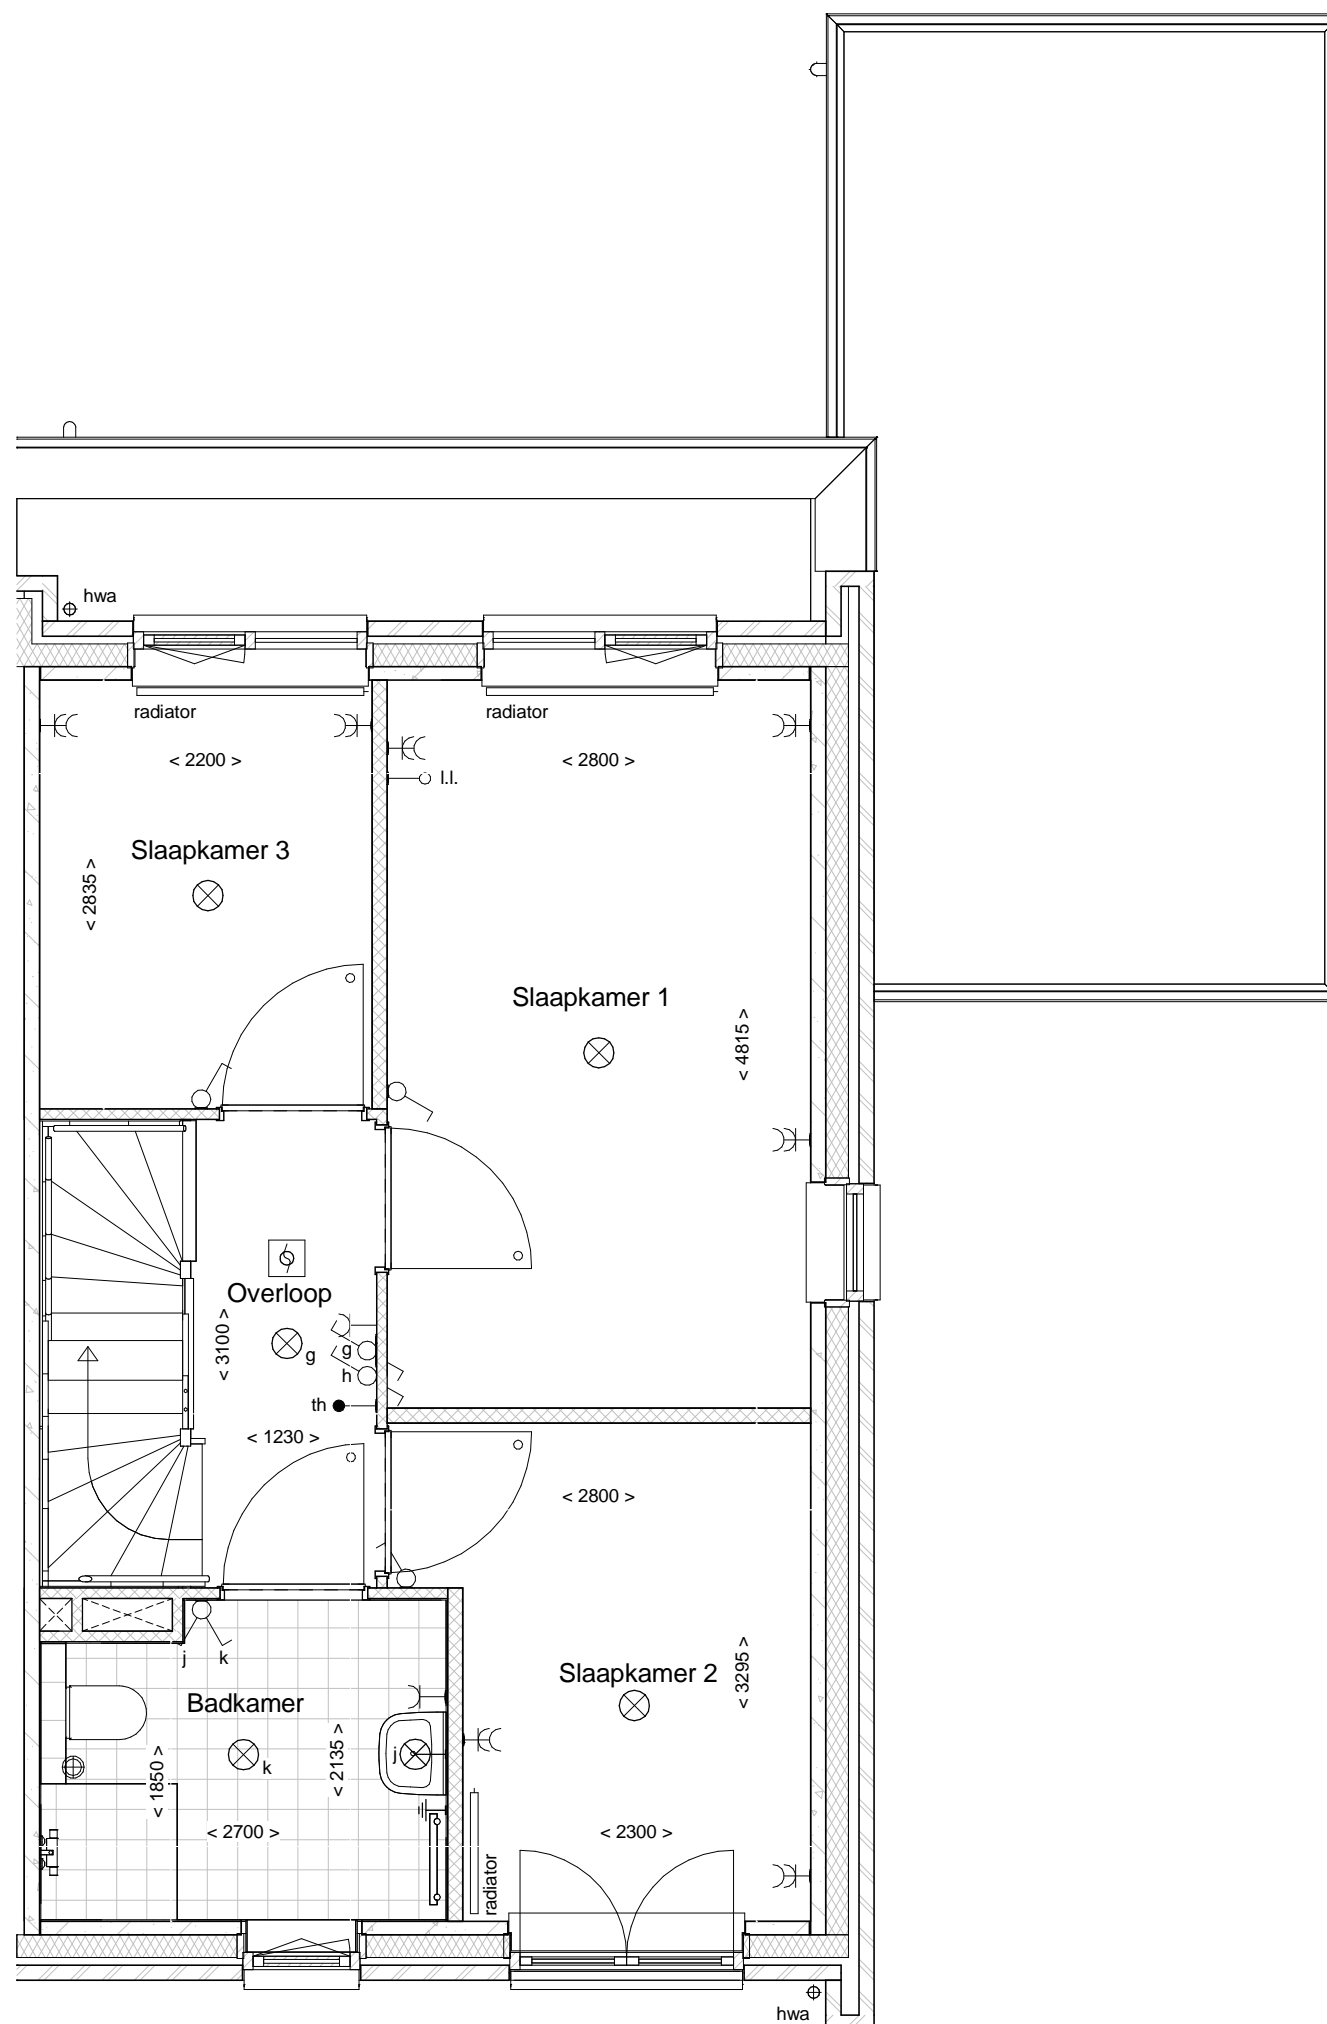 hwa
radiator
radiator
< 2200 >
< 2800 >
l.l.
Slaapkamer 3
< 2835 >
Slaapkamer 1
< 4815 >
Overloop
< 3100 >
g
g
h
th
< 1230 >
< 2800 >
j
k
Slaapkamer 2
< 3295 >
Badkamer
j
k
< 1850 >
< 2135 >
< 2700 >
< 2300 >
radiator
hwa